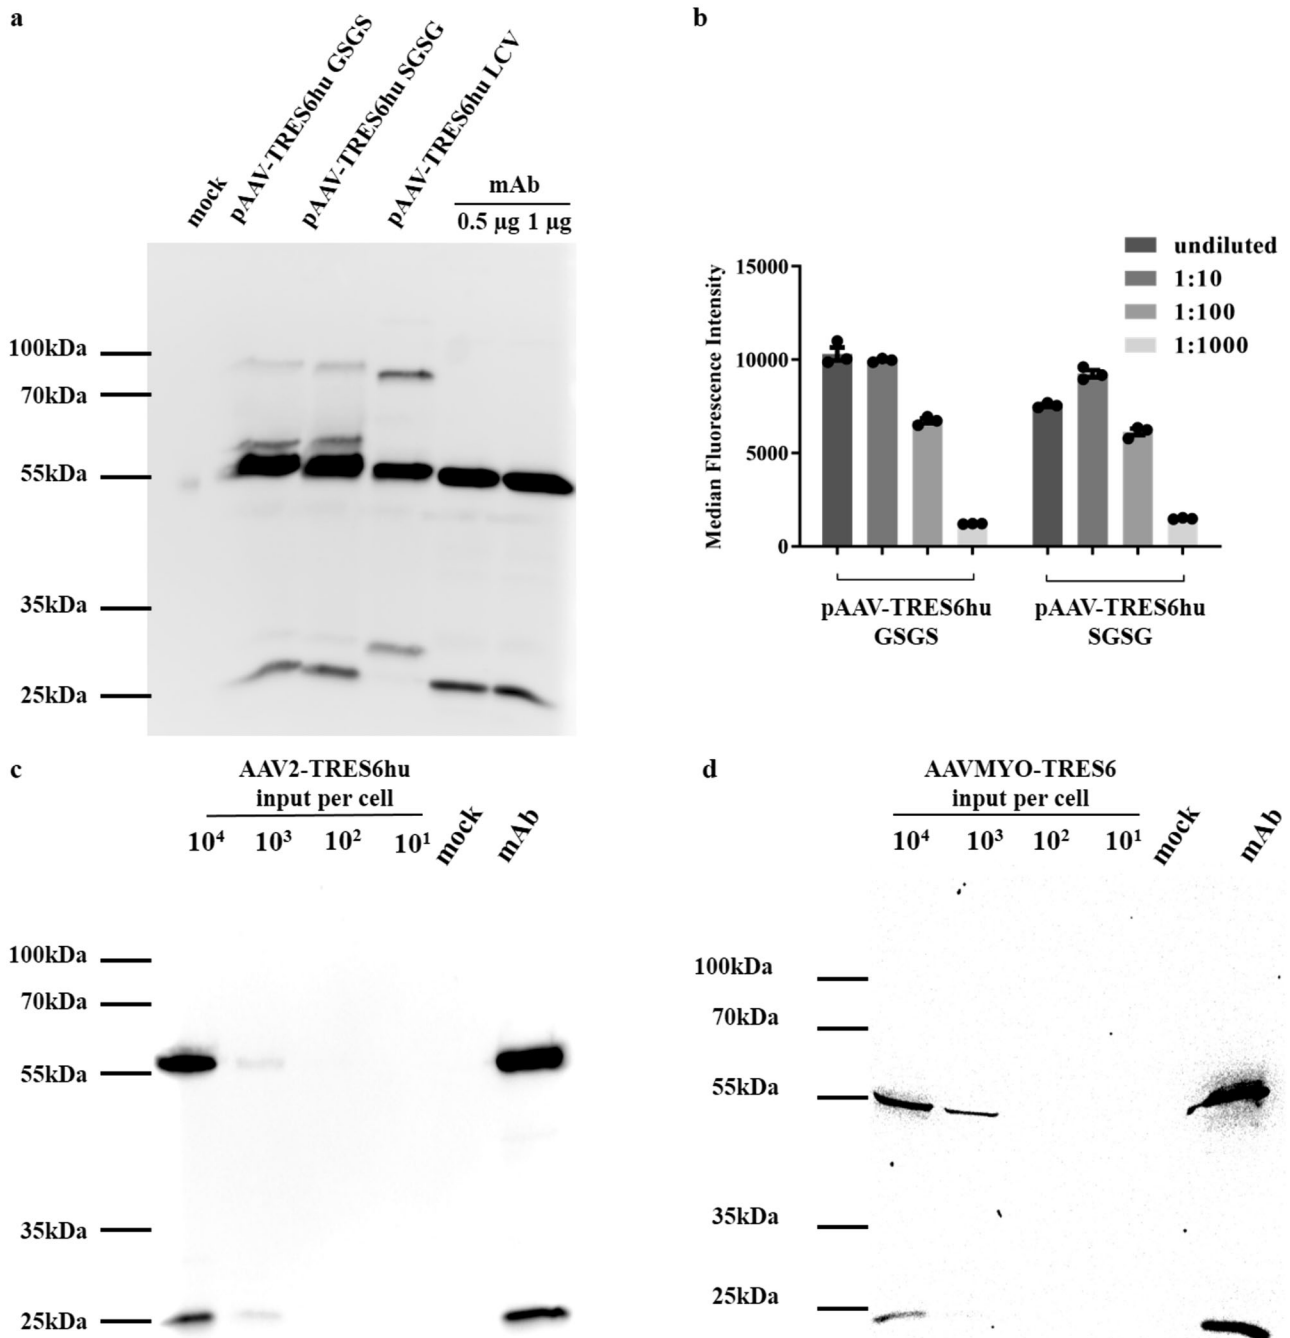 a
mock
pAAV-TRES6hu GSGS
pAAV-TRES6hu SGSG
pAAV-TRES6hu LCV
mAb
0.5 µg 1 µg
100kDa
70kDa
55kDa
35kDa
25kDa
b
Median Fluorescence Intensity
15000
10000
5000
0
undiluted
1:10
1:100
1:1000
pAAV-TRES6hu
GSGS
pAAV-TRES6hu
SGSG
c
AAV2-TRES6hu
input per cell
10⁴ 10³ 10² 10¹ mock mAb
100kDa
70kDa
55kDa
35kDa
25kDa
d
AAVMYO-TRES6
input per cell
10⁴ 10³ 10² 10¹ mock mAb
100kDa
70kDa
55kDa
35kDa
25kDa